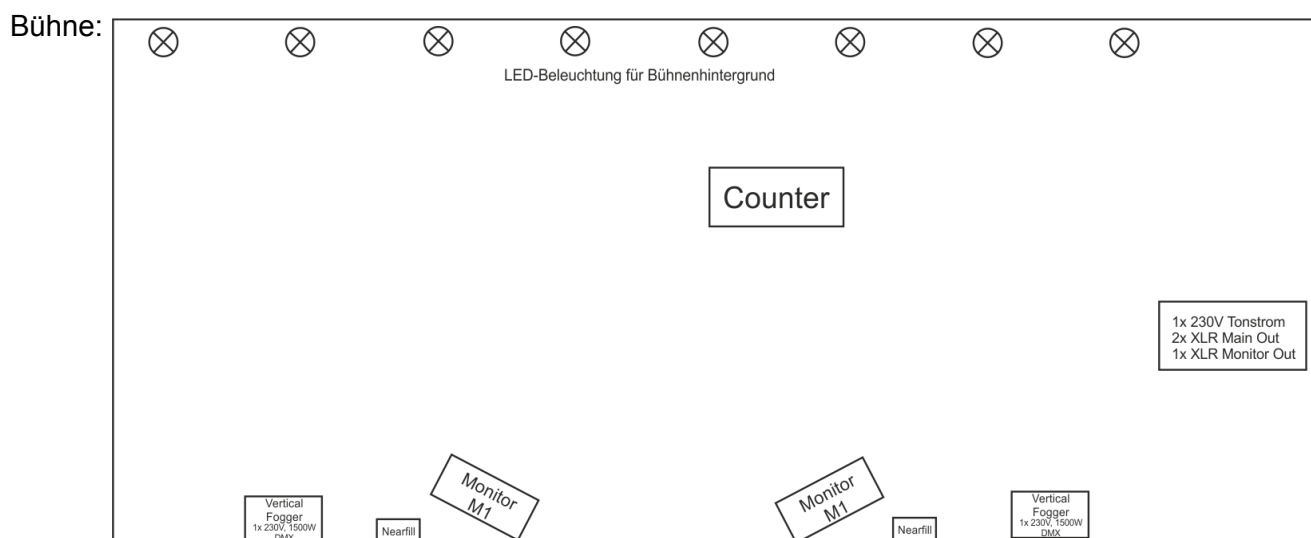 Bühne:
LED-Beleuchtung für Bühnenhintergrund
Counter
1x 230V Tonstrom
2x XLR Main Out
1x XLR Monitor Out
Monitor
M1
Monitor
M1
Vertical
Fogger
1x 230V, 1500W
DMX
Nearfill
Nearfill
Vertical
Fogger
1x 230V, 1500W
DMX